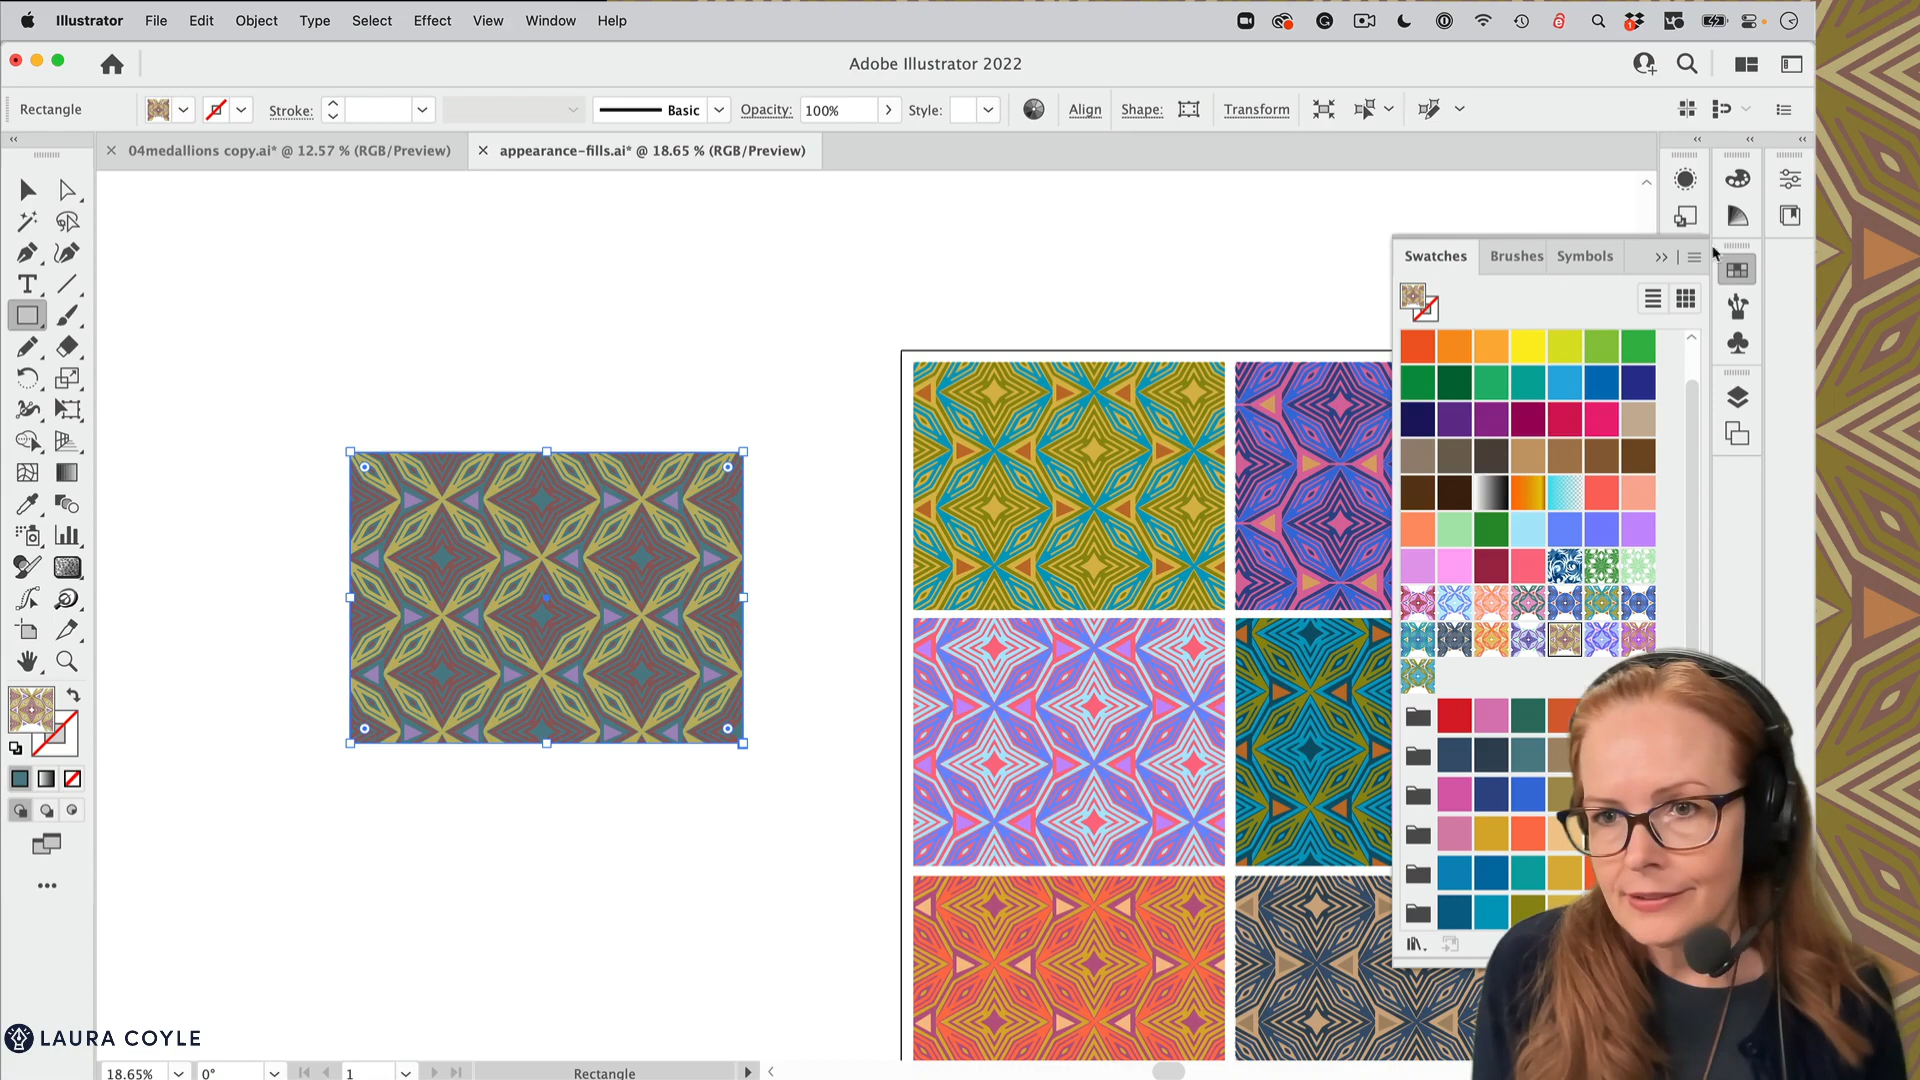 Illustrator File Edit Object Type Select Effect View Window Help
Adobe Illustrator 2022
Rectangle Stroke: Basic Opacity: 100% Style: Align Shape: Transform
04medallions copy.ai* @ 12.57 % (RGB/Preview) appearance-fills.ai* @ 18.65 % (RGB/Preview)
Swatches Brushes Symbols
LAURA COYLE
18.65% 0° 1 Rectangle